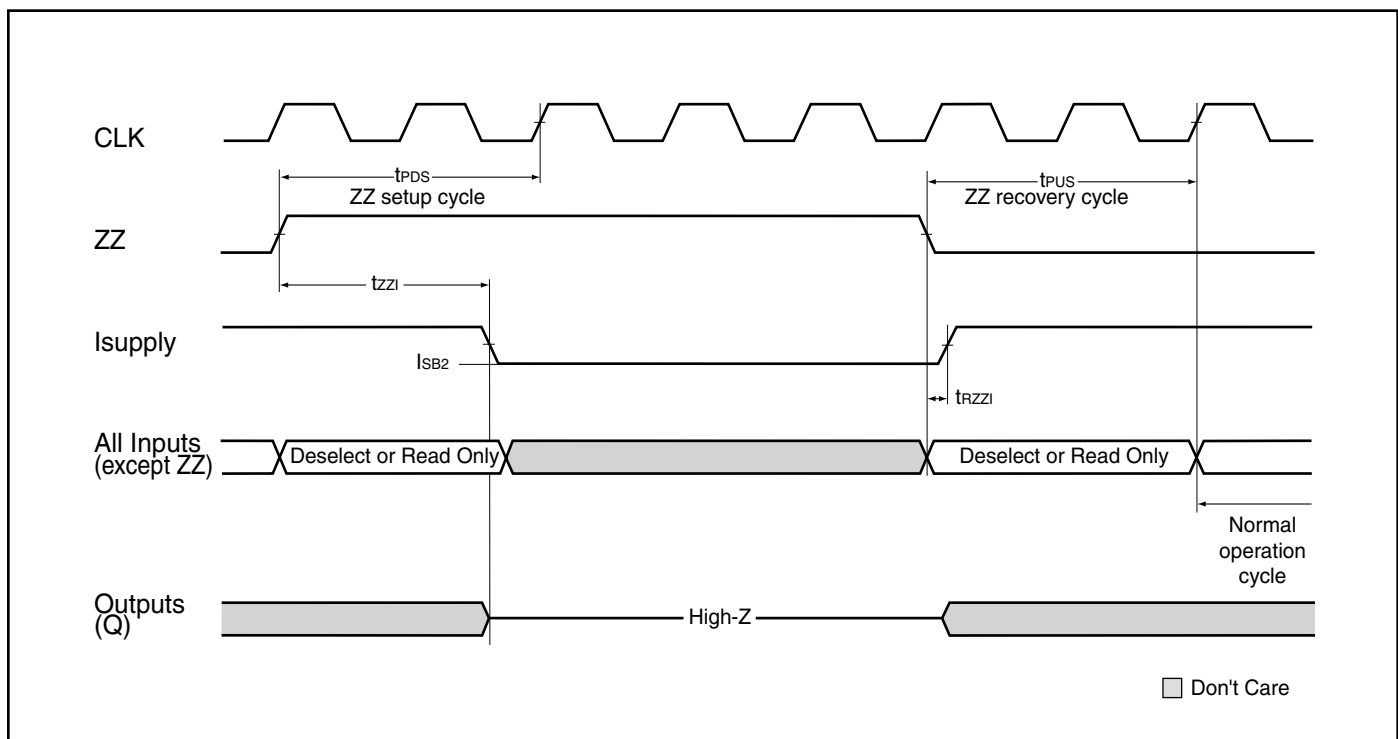 CLK
tPDS
ZZ setup cycle
tPUS
ZZ recovery cycle
ZZ
tZZI
Isupply
ISB2
tRZZI
All Inputs
(except ZZ)
Deselect or Read Only
Deselect or Read Only
Normal
operation
cycle
Outputs
(Q)
High-Z
Don't Care